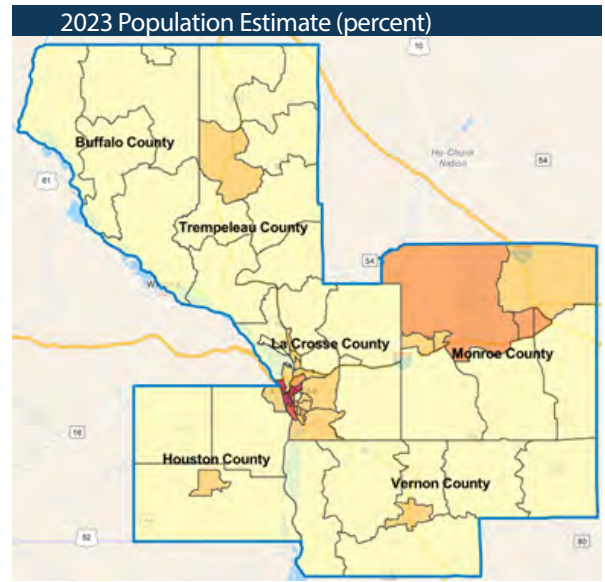 2023 Population Estimate (percent)
10
Buffalo County
Ho-Chunk
Nation
54
61
Trempeleau County
54
La Crosse County
Monroe County
16
Houston County
Vernon County
52
80